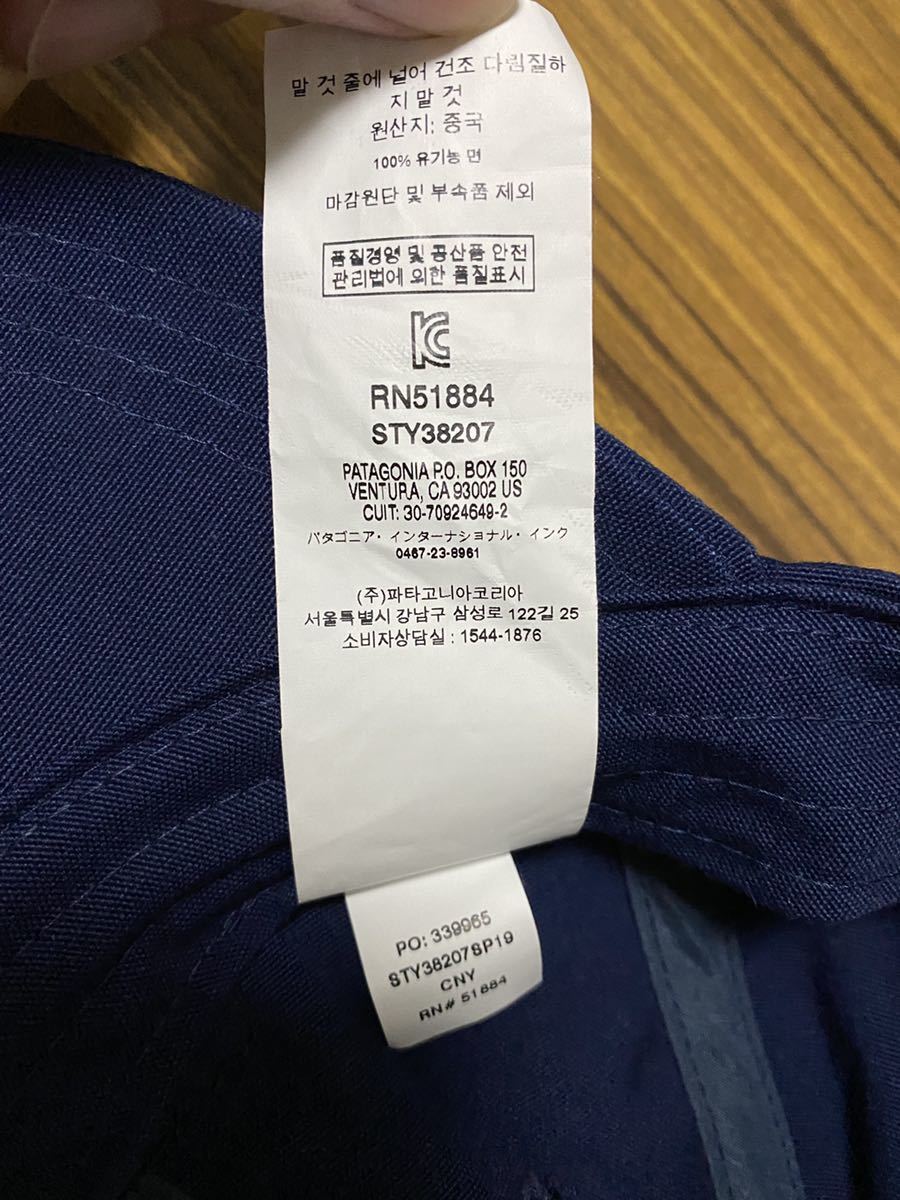 말 것 줄에 널어 건조 다림질하
지 말 것
원산지: 중국
100% 유기농 면
마감원단 및 부속품 제외
품질경영 및 공산품 안전
관리법에 의한 품질표시
KC
RN51884
STY38207
PATAGONIA P.O. BOX 150
VENTURA, CA 93002 US
CUIT: 30-70924649-2
パタゴニア・インターナショナル・インク
0467-23-8961
(주)파타고니아코리아
서울특별시 강남구 삼성로 122길 25
소비자상담실 : 1544-1876
PO: 339965
STY38207SP19
CNY
RN# 51884